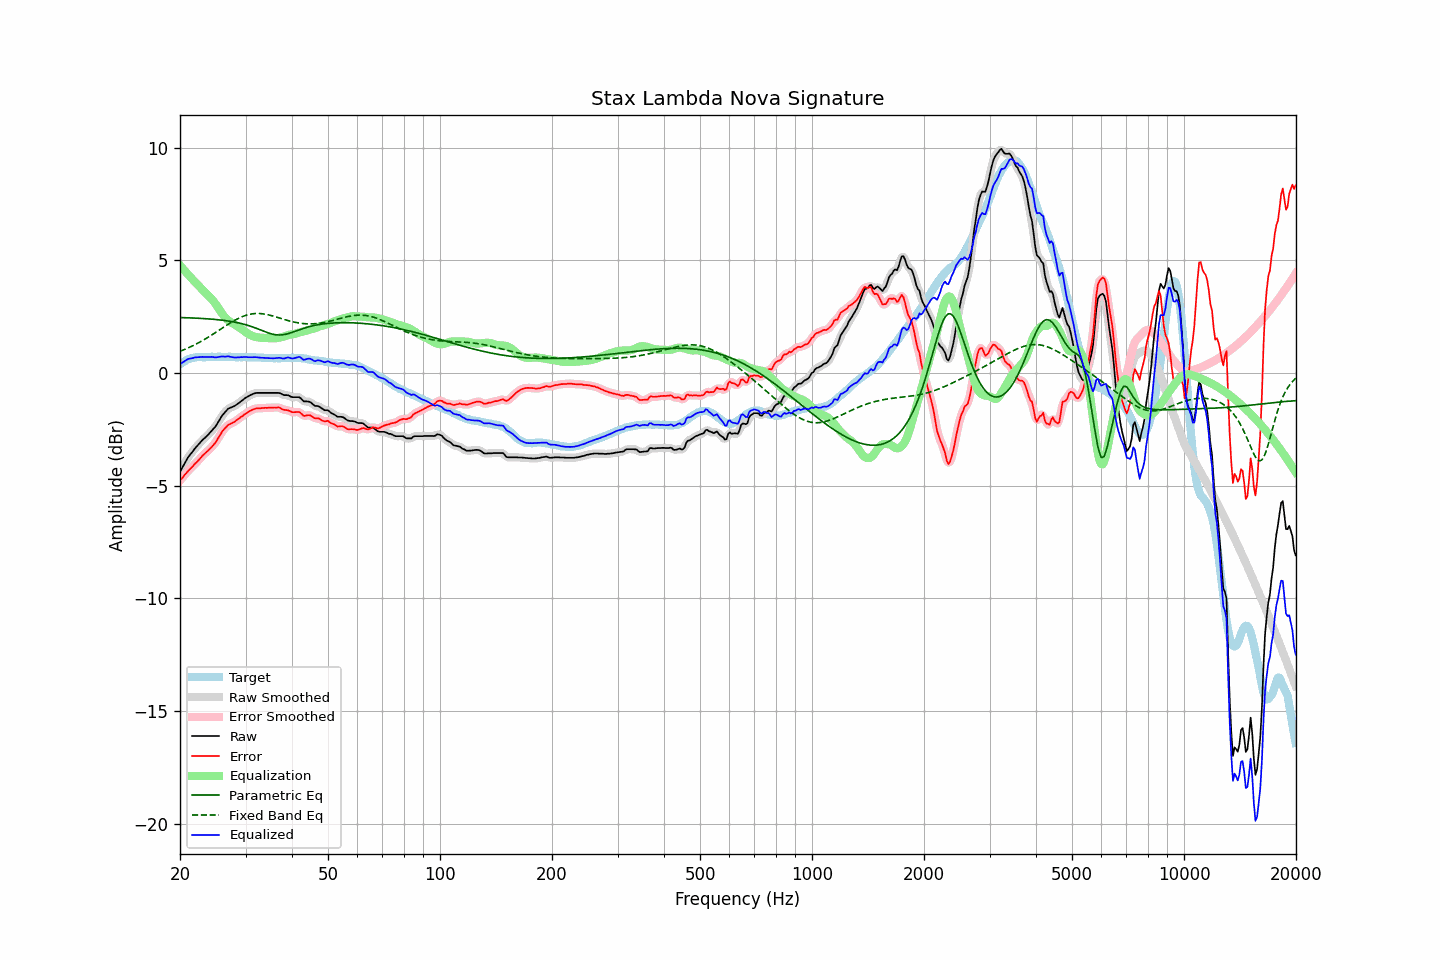 Stax Lambda Nova Signature
Amplitude (dBr)
10
5
0
−5
−10
−15
−20
Target
Raw Smoothed
Error Smoothed
Raw
Error
Equalization
Parametric Eq
Fixed Band Eq
Equalized
20 50 100 200 500 1000 2000 5000 10000 20000
Frequency (Hz)